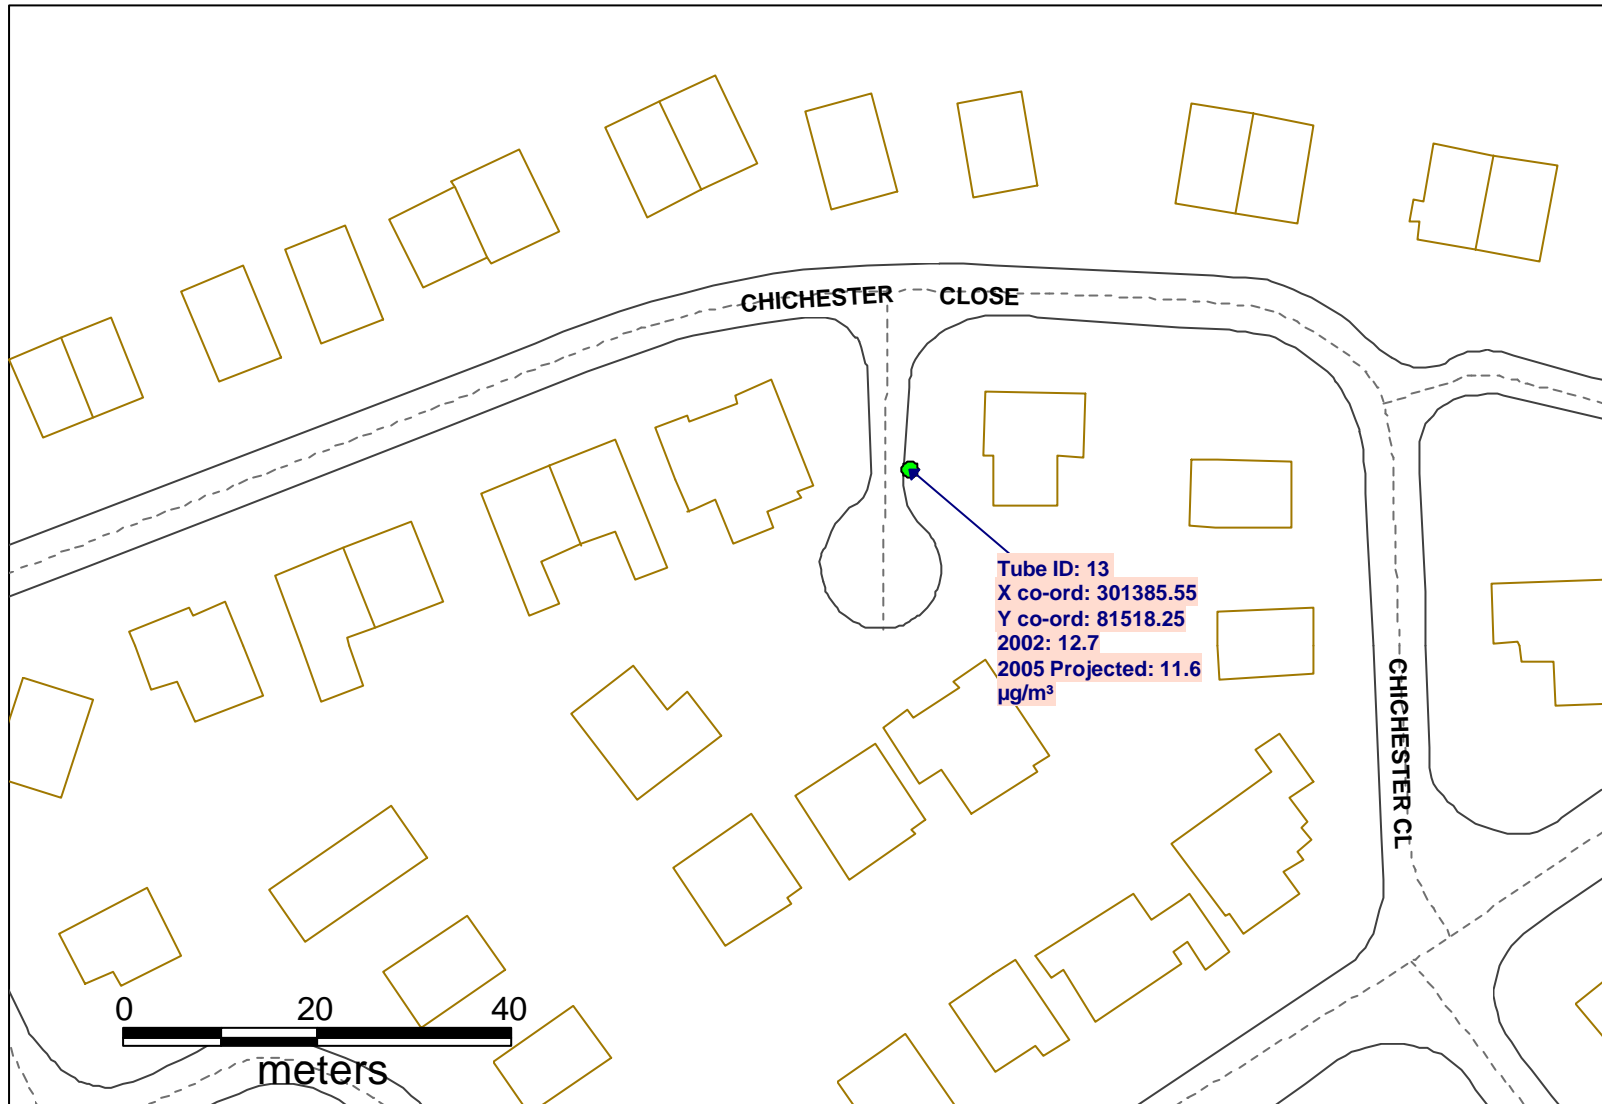 CHICHESTER CLOSE
Tube ID: 13
X co-ord: 301385.55
Y co-ord: 81518.25
2002: 12.7
2005 Projected: 11.6
µg/m³
CHICHESTER CL
0 20 40
meters